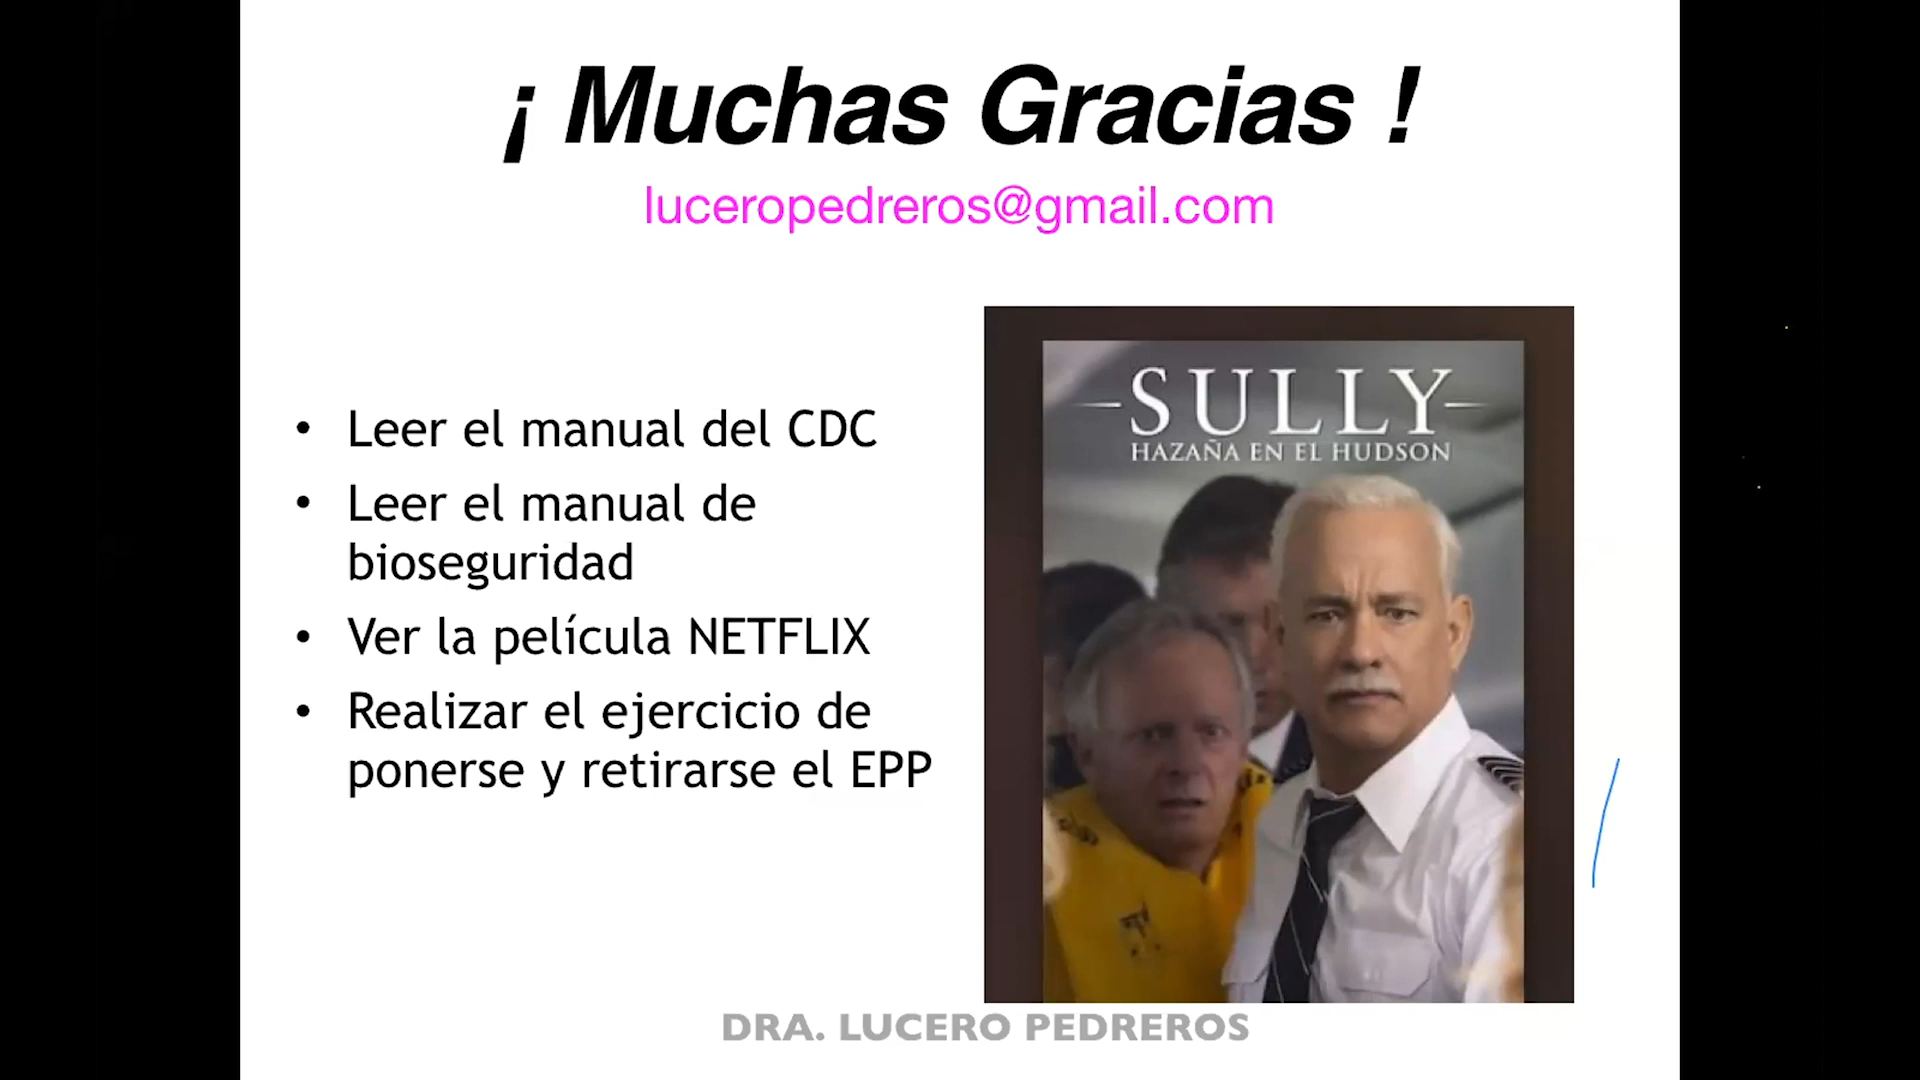 ¡ Muchas Gracias !
luceropedreros@gmail.com
• Leer el manual del CDC
• Leer el manual de
bioseguridad
• Ver la película NETFLIX
• Realizar el ejercicio de
ponerse y retirarse el EPP
SULLY
HAZAÑA EN EL HUDSON
DRA. LUCERO PEDREROS